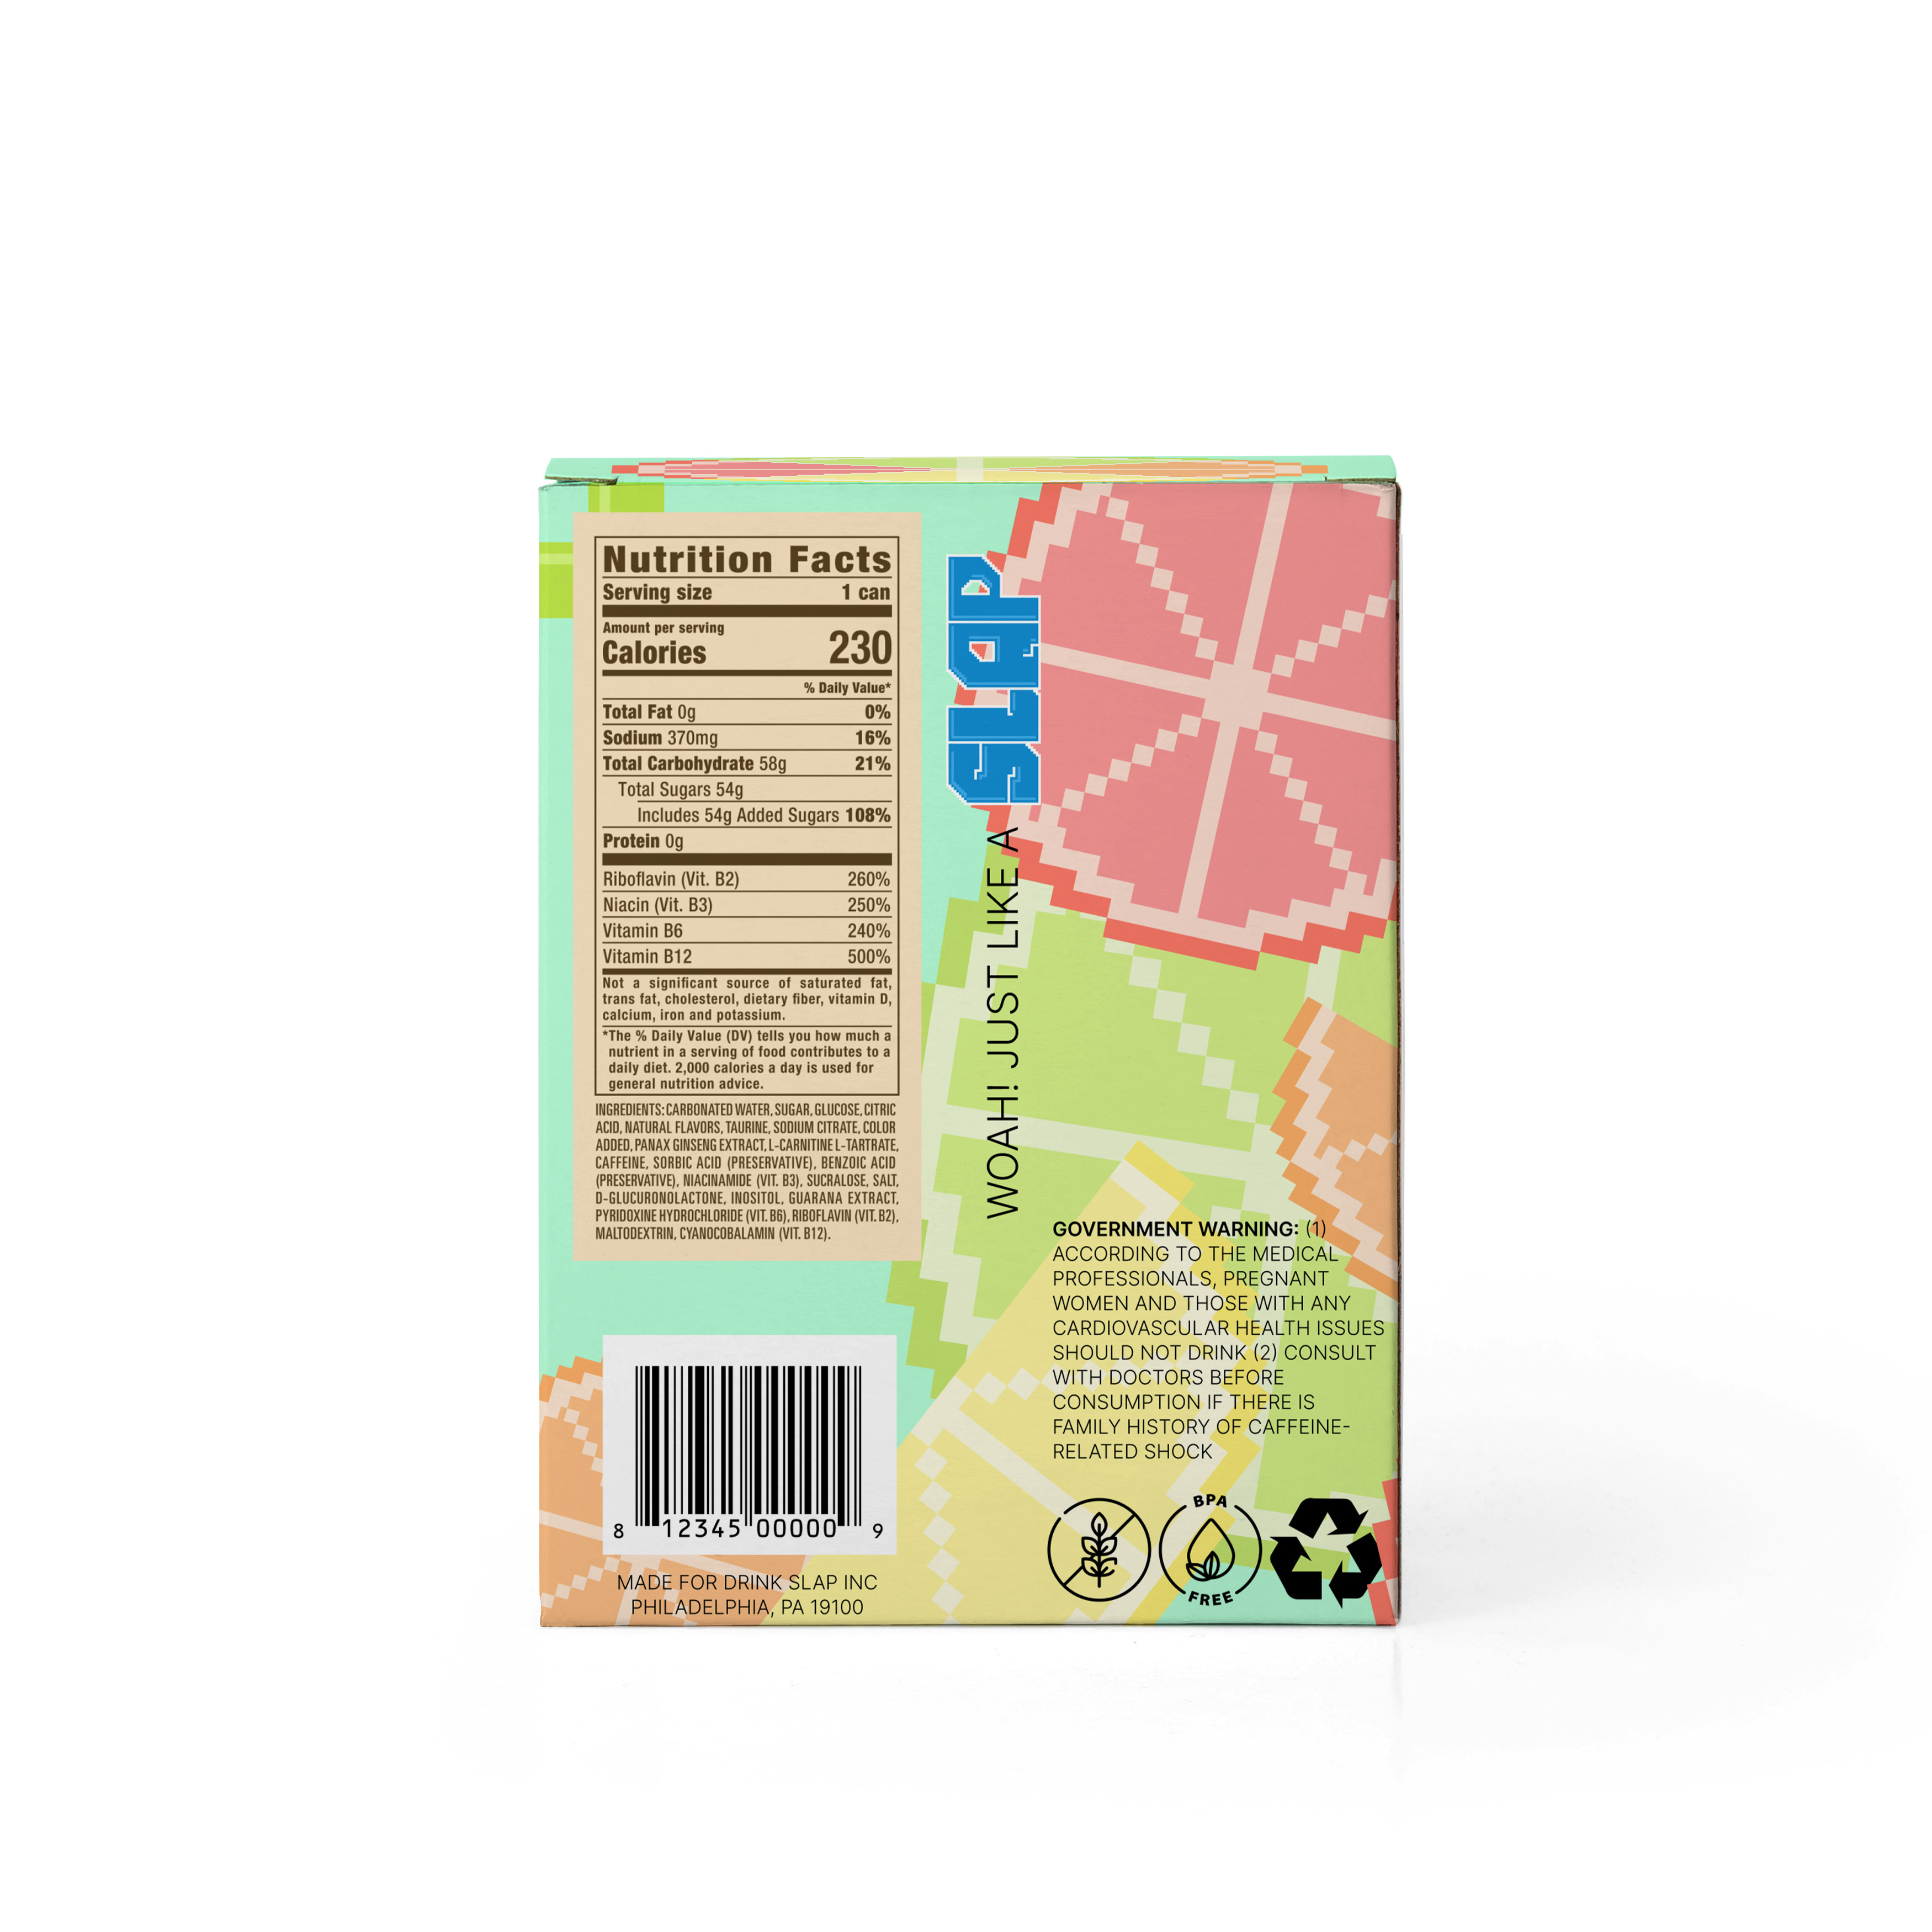 Nutrition Facts
Serving size 1 can
Amount per serving
Calories 230
% Daily Value*
Total Fat 0g 0%
Sodium 370mg 16%
Total Carbohydrate 58g 21%
Total Sugars 54g
Includes 54g Added Sugars 108%
Protein 0g
Riboflavin (Vit. B2) 260%
Niacin (Vit. B3) 250%
Vitamin B6 240%
Vitamin B12 500%
Not a significant source of saturated fat,
trans fat, cholesterol, dietary fiber, vitamin D,
calcium, iron and potassium.
*The % Daily Value (DV) tells you how much a
nutrient in a serving of food contributes to a
daily diet. 2,000 calories a day is used for
general nutrition advice.
INGREDIENTS: CARBONATED WATER, SUGAR, GLUCOSE, CITRIC
ACID, NATURAL FLAVORS, TAURINE, SODIUM CITRATE, COLOR
ADDED, PANAX GINSENG EXTRACT, L-CARNITINE L-TARTRATE,
CAFFEINE, SORBIC ACID (PRESERVATIVE), BENZOIC ACID
(PRESERVATIVE), NIACINAMIDE (VIT. B3), SUCRALOSE, SALT,
D-GLUCURONOLACTONE, INOSITOL, GUARANA EXTRACT,
PYRIDOXINE HYDROCHLORIDE (VIT. B6), RIBOFLAVIN (VIT. B2),
MALTODEXTRIN, CYANOCOBALAMIN (VIT. B12).
8 12345 00000 9
MADE FOR DRINK SLAP INC
PHILADELPHIA, PA 19100
WOAH! JUST LIKE A SLAP
GOVERNMENT WARNING: (1)
ACCORDING TO THE MEDICAL
PROFESSIONALS, PREGNANT
WOMEN AND THOSE WITH ANY
CARDIOVASCULAR HEALTH ISSUES
SHOULD NOT DRINK (2) CONSULT
WITH DOCTORS BEFORE
CONSUMPTION IF THERE IS
FAMILY HISTORY OF CAFFEINE-
RELATED SHOCK
BPA
FREE